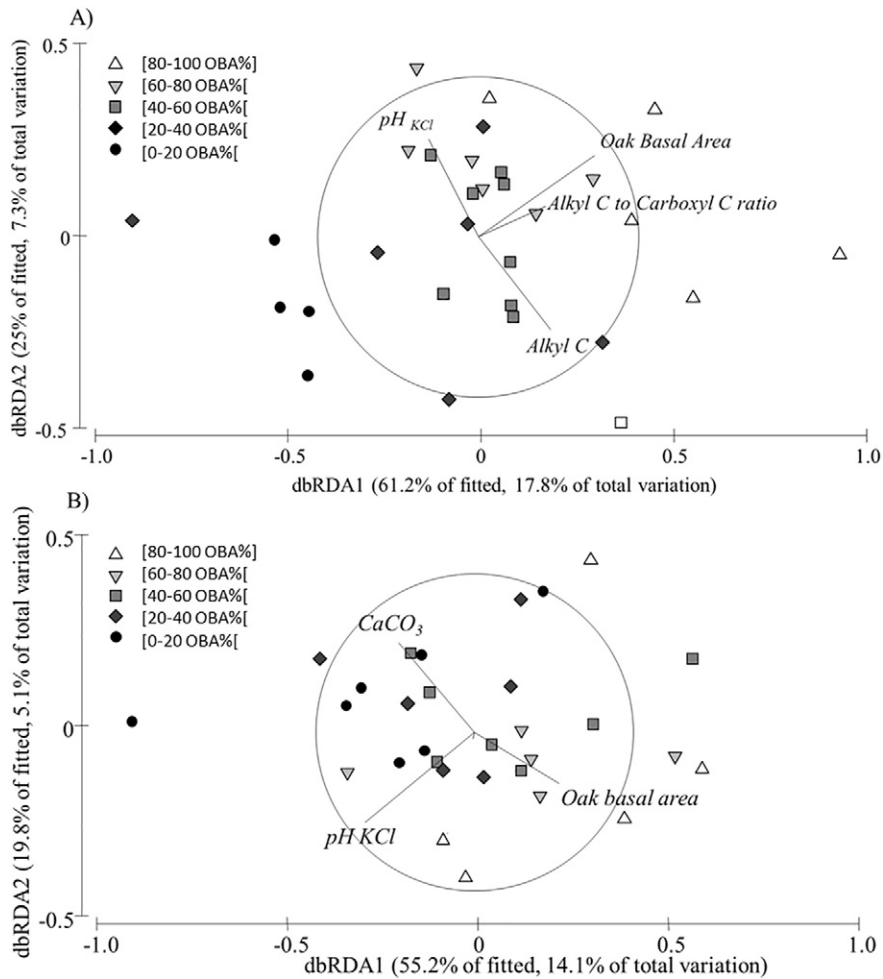 A)
0.5
[80-100 OBA%]
[60-80 OBA%[
[40-60 OBA%[
[20-40 OBA%[
[0-20 OBA%[
pH KCl
Oak Basal Area
Alkyl C to Carboxyl C ratio
Alkyl C
0
-0.5
dbRDA2 (25% of fitted, 7.3% of total variation)
-1.0 -0.5 0 0.5 1.0
dbRDA1 (61.2% of fitted, 17.8% of total variation)
B)
0.5
[80-100 OBA%]
[60-80 OBA%[
[40-60 OBA%[
[20-40 OBA%[
[0-20 OBA%[
CaCO3
Oak basal area
pH KCl
0
-0.5
dbRDA2 (19.8% of fitted, 5.1% of total variation)
-1.0 -0.5 0 0.5 1.0
dbRDA1 (55.2% of fitted, 14.1% of total variation)